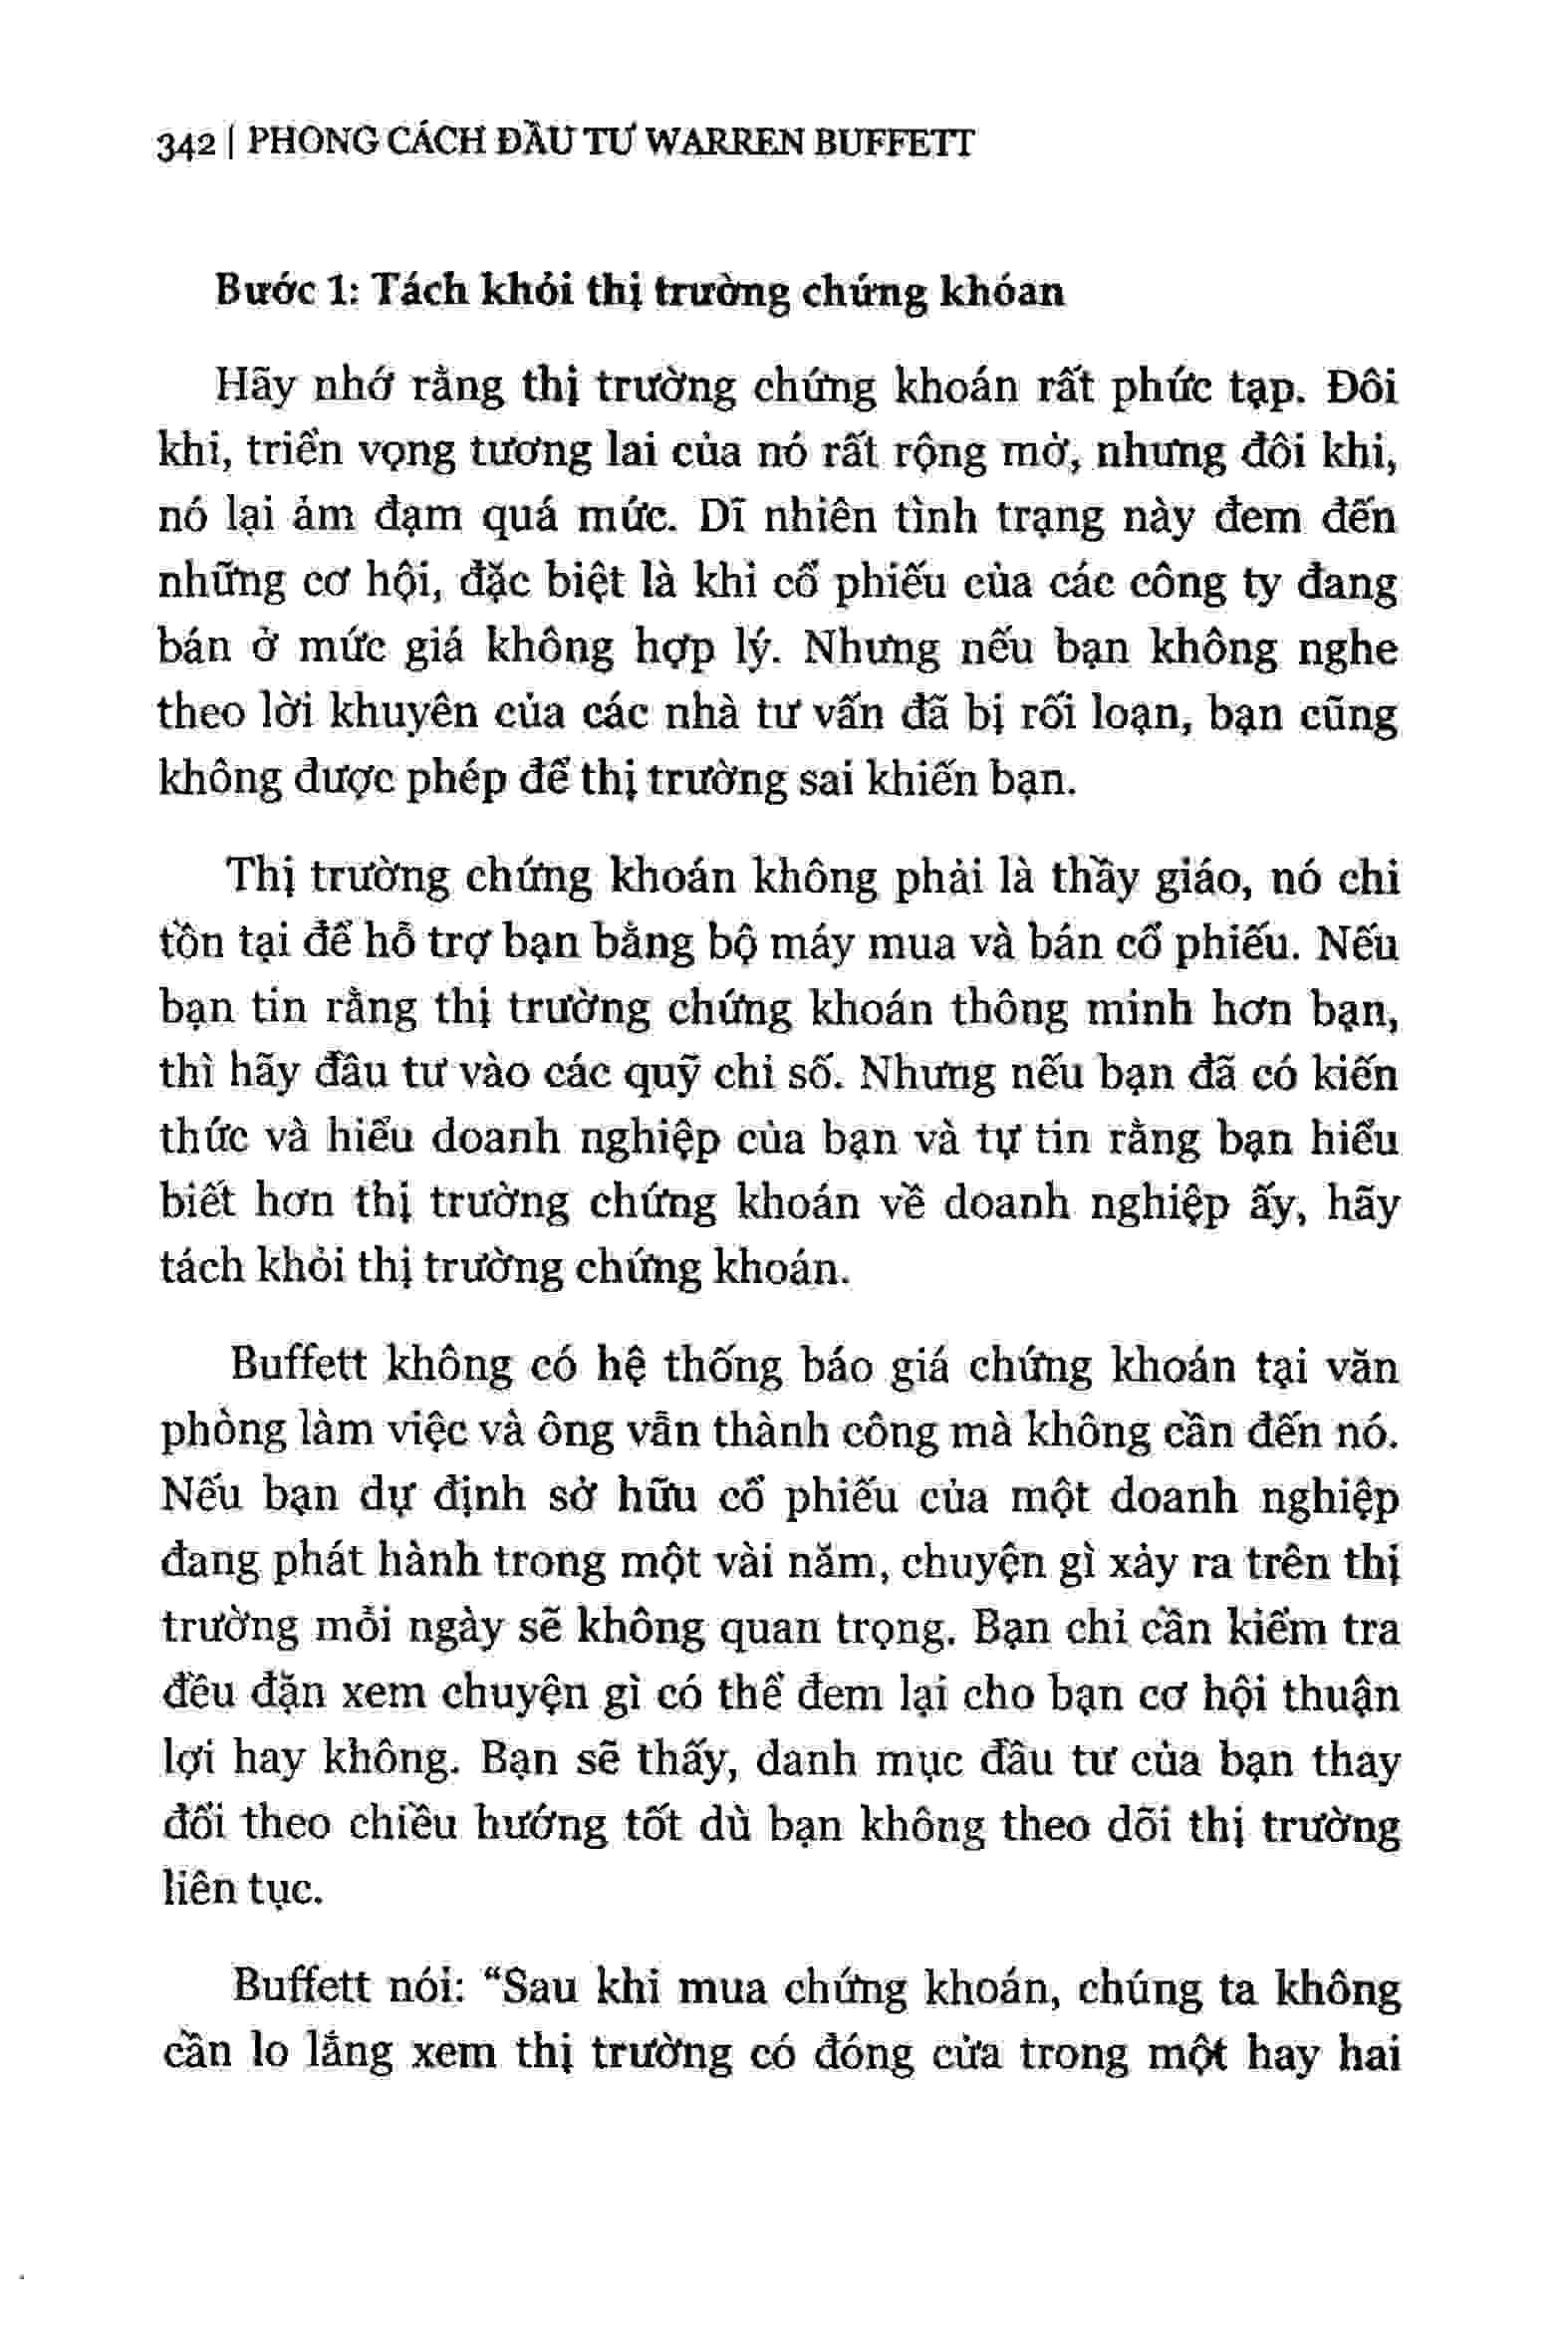 342 | PHONG CÁCH ĐẦU TƯ WARREN BUFFETT
Bước 1: Tách khỏi thị trường chứng khóan
Hãy nhớ rằng thị trường chứng khoán rất phức tạp. Đôi
khi, triển vọng tương lai của nó rất rộng mở, nhưng đôi khi,
nó lại ảm đạm quá mức. Dĩ nhiên tình trạng này đem đến
những cơ hội, đặc biệt là khi cổ phiếu của các công ty đang
bán ở mức giá không hợp lý. Nhưng nếu bạn không nghe
theo lời khuyên của các nhà tư vấn đã bị rối loạn, bạn cũng
không được phép để thị trường sai khiến bạn.
Thị trường chứng khoán không phải là thầy giáo, nó chỉ
tồn tại để hỗ trợ bạn bằng bộ máy mua và bán cổ phiếu. Nếu
bạn tin rằng thị trường chứng khoán thông minh hơn bạn,
thì hãy đầu tư vào các quỹ chỉ số. Nhưng nếu bạn đã có kiến
thức và hiểu doanh nghiệp của bạn và tự tin rằng bạn hiểu
biết hơn thị trường chứng khoán về doanh nghiệp ấy, hãy
tách khỏi thị trường chứng khoán.
Buffett không có hệ thống báo giá chứng khoán tại văn
phòng làm việc và ông vẫn thành công mà không cần đến nó.
Nếu bạn dự định sở hữu cổ phiếu của một doanh nghiệp
đang phát hành trong một vài năm, chuyện gì xảy ra trên thị
trường mỗi ngày sẽ không quan trọng. Bạn chỉ cần kiểm tra
đều đặn xem chuyện gì có thể đem lại cho bạn cơ hội thuận
lợi hay không. Bạn sẽ thấy, danh mục đầu tư của bạn thay
đổi theo chiều hướng tốt dù bạn không theo dõi thị trường
liên tục.
Buffett nói: “Sau khi mua chứng khoán, chúng ta không
cần lo lắng xem thị trường có đóng cửa trong một hay hai